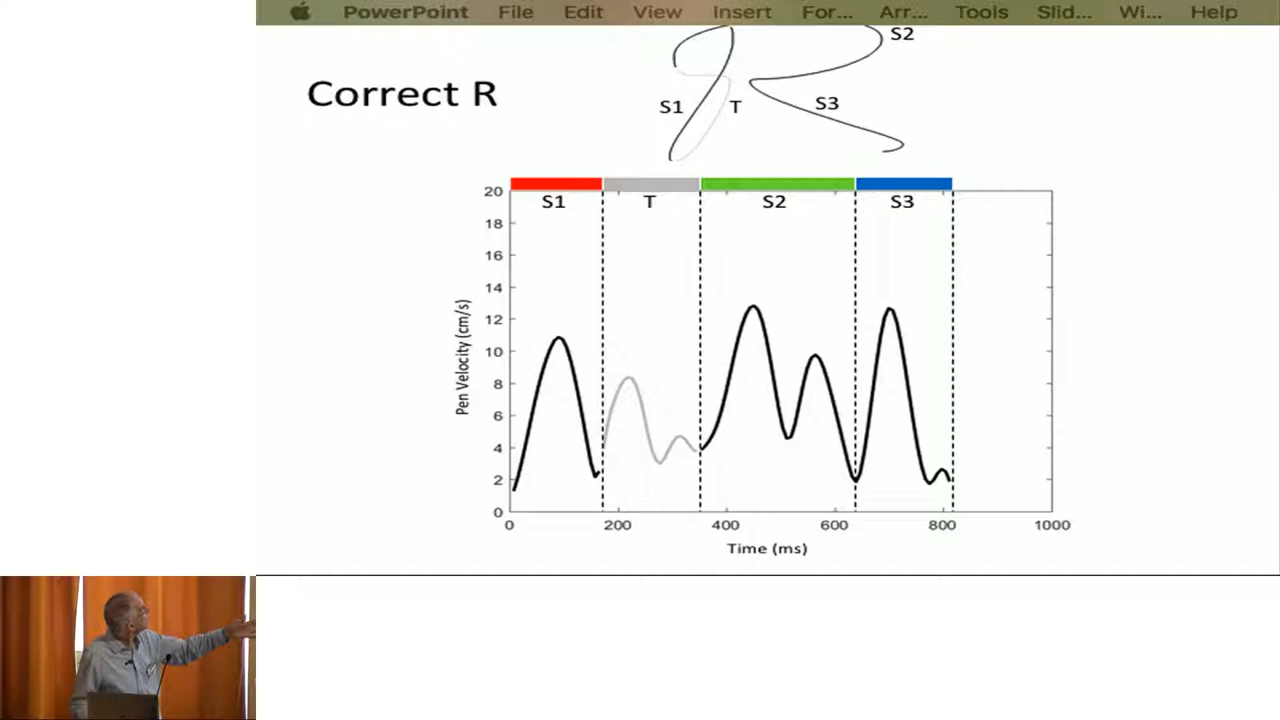 PowerPoint File Edit View Insert For... Arr... Tools Slid... Wi... Help
S2
Correct R
S1 T S3
20
S1 T S2 S3
18
16
14
12
10
8
6
4
2
0
Pen Velocity (cm/s)
0 200 400 600 800 1000
Time (ms)